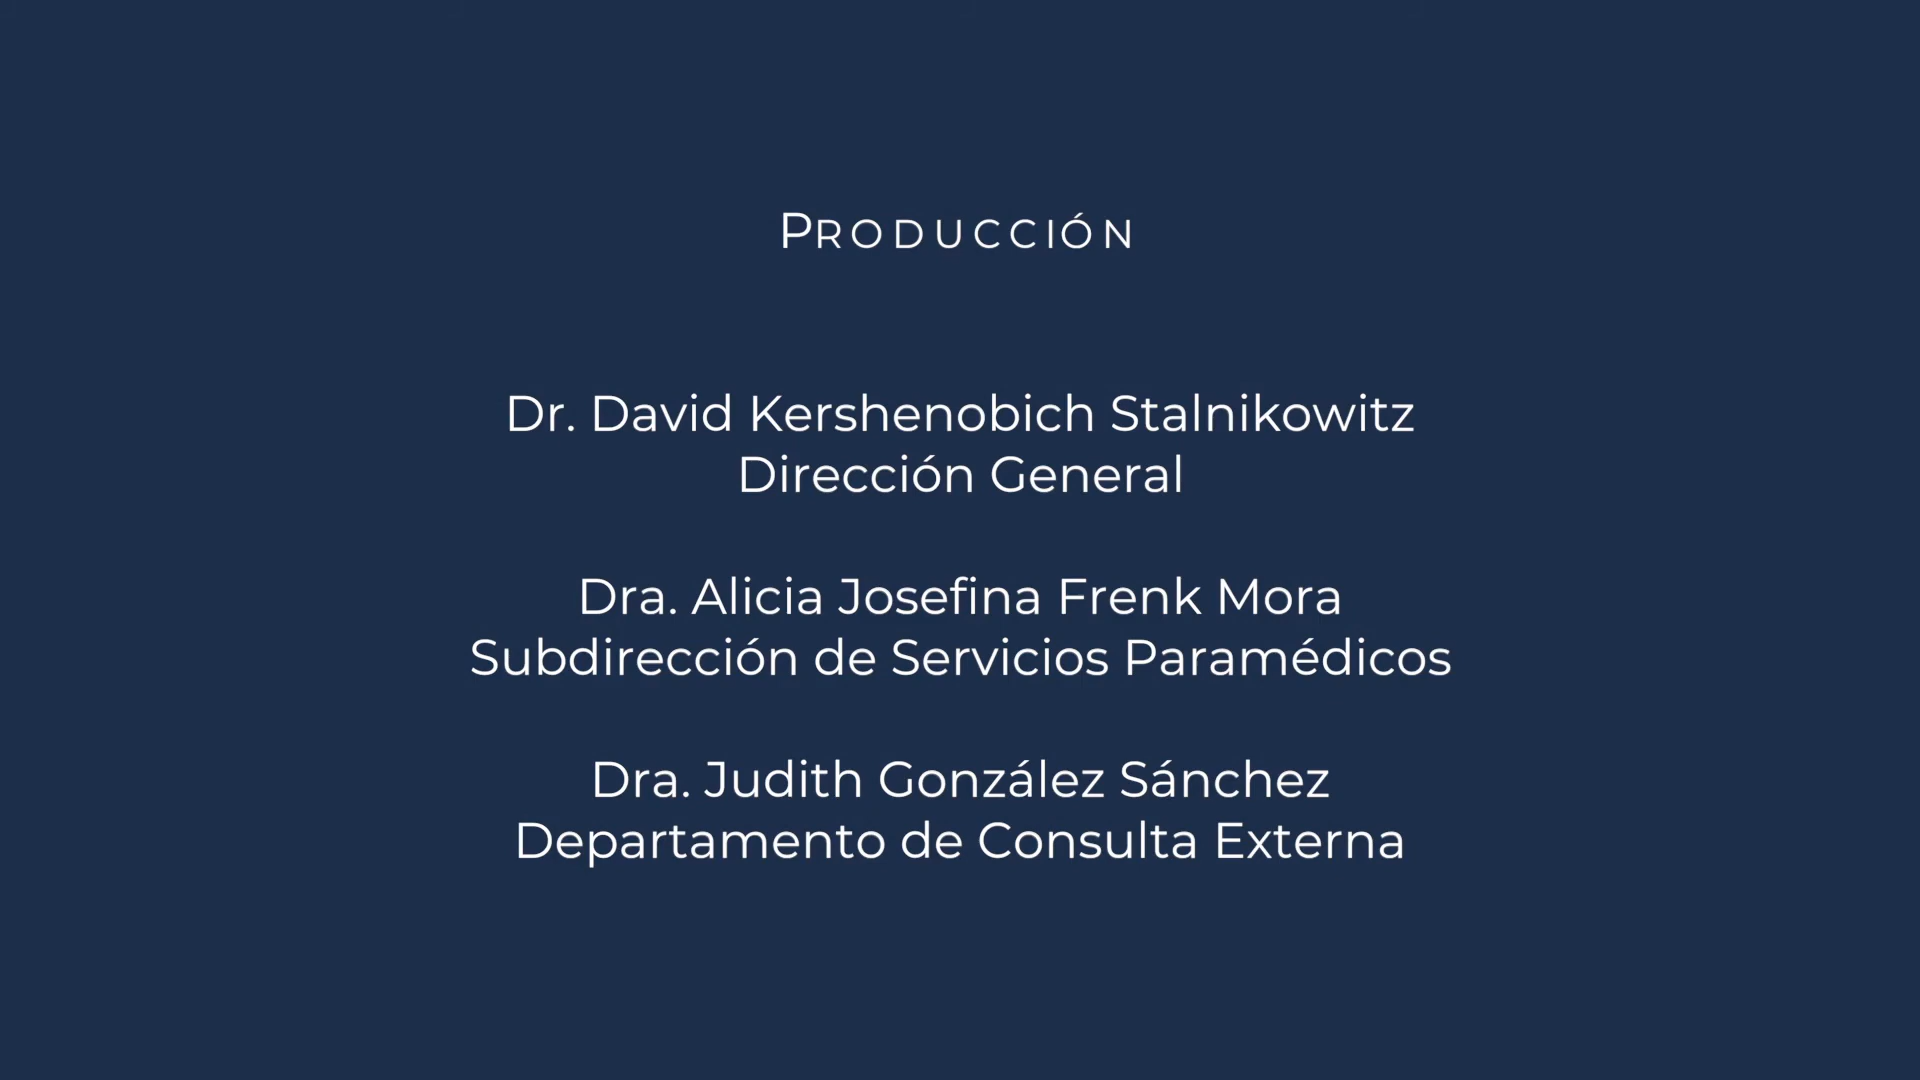 PRODUCCIÓN
Dr. David Kershenobich Stalnikowitz
Dirección General
Dra. Alicia Josefina Frenk Mora
Subdirección de Servicios Paramédicos
Dra. Judith González Sánchez
Departamento de Consulta Externa